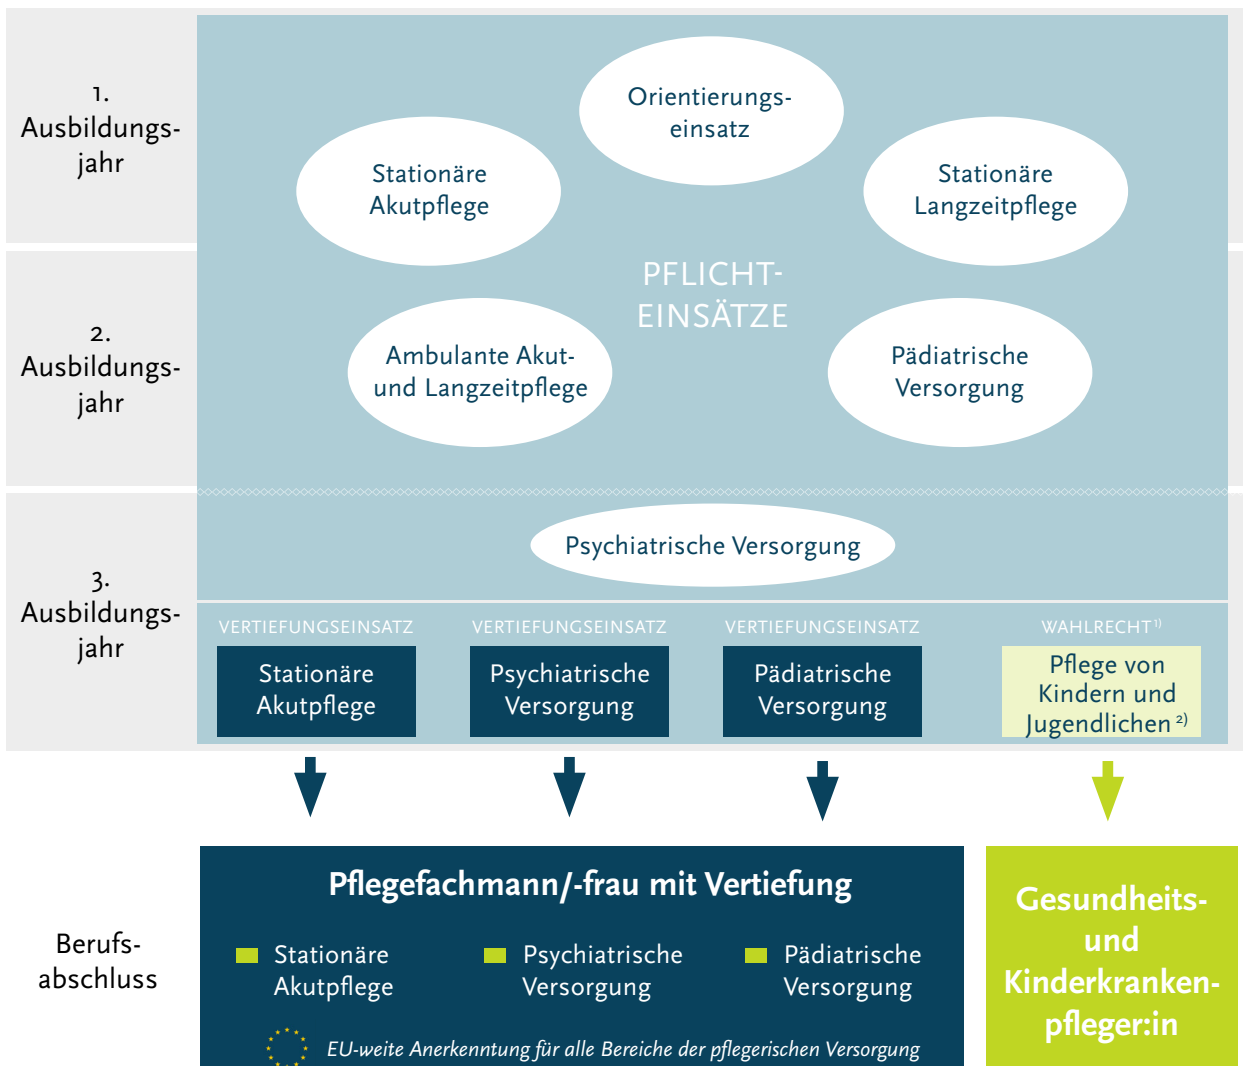 1.
Ausbildungs-
jahr
Orientierungs-
einsatz
Stationäre
Akutpflege
Stationäre
Langzeitpflege
PFLICHT-
EINSÄTZE
2.
Ausbildungs-
jahr
Ambulante Akut-
und Langzeitpflege
Pädiatrische
Versorgung
3.
Ausbildungs-
jahr
Psychiatrische Versorgung
VERTIEFUNGSEINSATZ
Stationäre
Akutpflege
VERTIEFUNGSEINSATZ
Psychiatrische
Versorgung
VERTIEFUNGSEINSATZ
Pädiatrische
Versorgung
WAHLRECHT 1)
Pflege von
Kindern und
Jugendlichen 2)
Berufs-
abschluss
Pflegefachmann/-frau mit Vertiefung
Stationäre
Akutpflege
Psychiatrische
Versorgung
Pädiatrische
Versorgung
EU-weite Anerkenntung für alle Bereiche der pflegerischen Versorgung
Gesundheits-
und
Kinderkranken-
pfleger:in